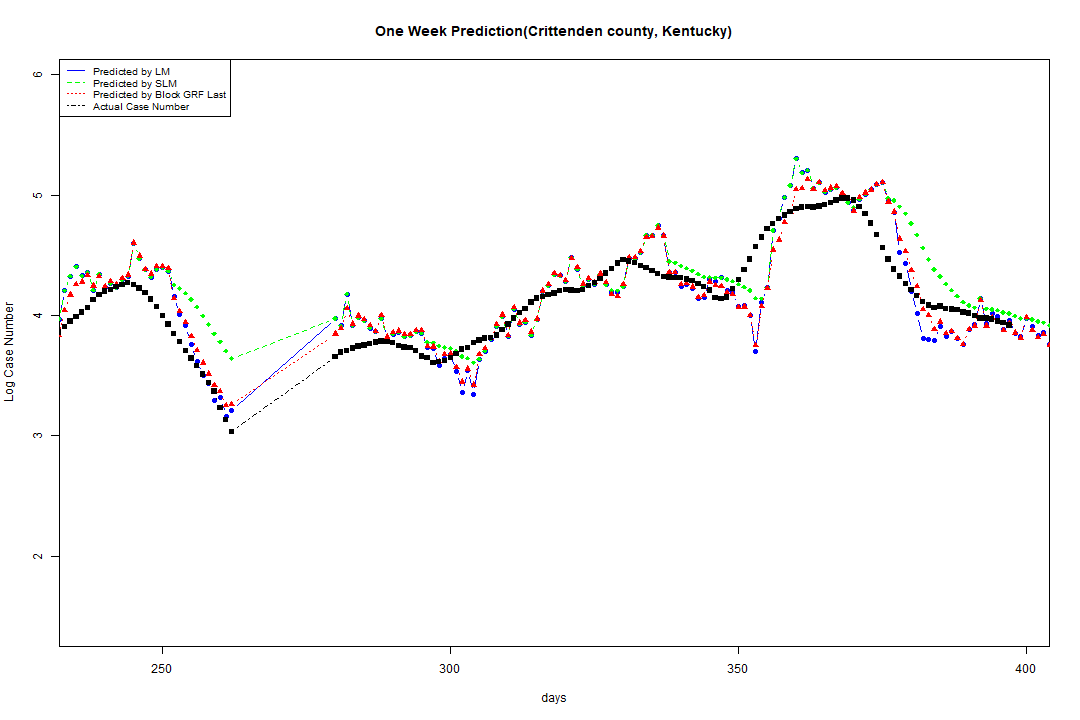 One Week Prediction(Crittenden county, Kentucky)
Predicted by LM
Predicted by SLM
Predicted by Block GRF Last
Actual Case Number
Log Case Number
6
5
4
3
2
250
300
350
400
days